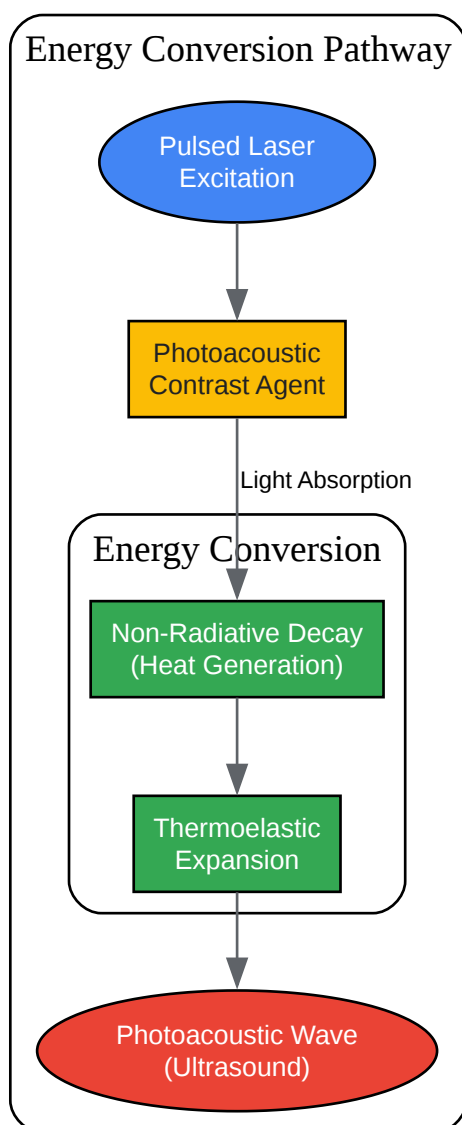 Energy Conversion Pathway
Pulsed Laser
Excitation
Photoacoustic
Contrast Agent
Light Absorption
Energy Conversion
Non-Radiative Decay
(Heat Generation)
Thermoelastic
Expansion
Photoacoustic Wave
(Ultrasound)